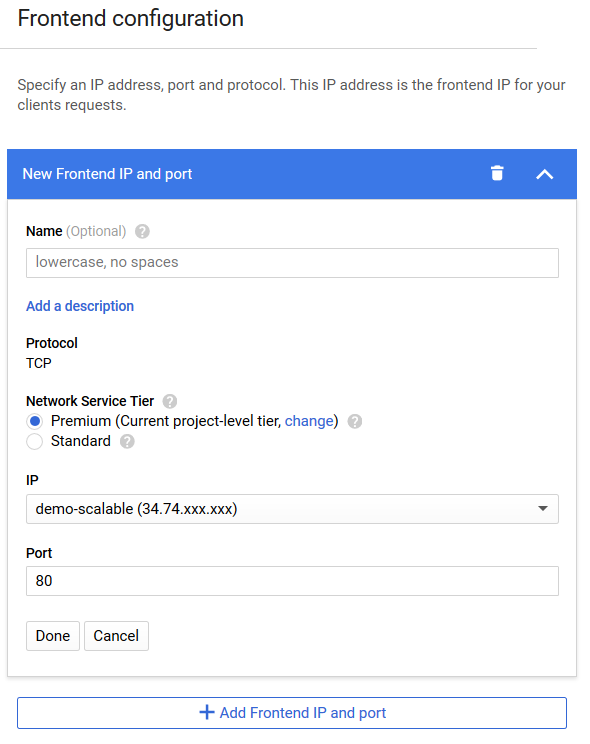 Frontend configuration
Specify an IP address, port and protocol. This IP address is the frontend IP for your
clients requests.
New Frontend IP and port
Name (Optional) ?
lowercase, no spaces
Add a description
Protocol
TCP
Network Service Tier ?
Premium (Current project-level tier, change) ?
Standard ?
IP
demo-scalable (34.74.xxx.xxx)
Port
80
Done Cancel
+ Add Frontend IP and port